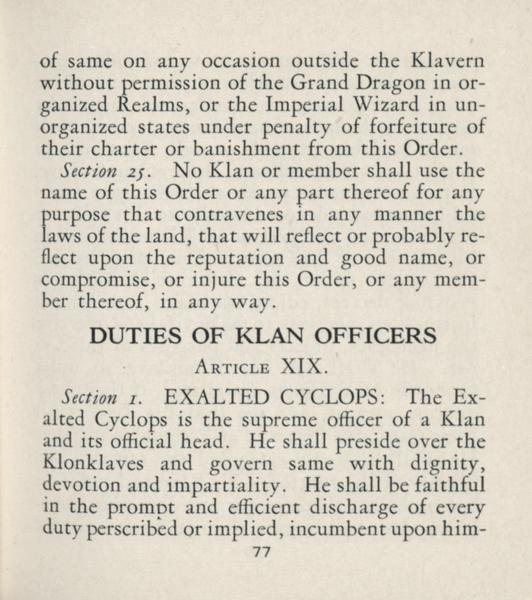 of same on any occasion outside the Klavern
without permission of the Grand Dragon in or-
ganized Realms, or the Imperial Wizard in un-
organized states under penalty of forfeiture of
their charter or banishment from this Order.
Section 25. No Klan or member shall use the
name of this Order or any part thereof for any
purpose that contravenes in any manner the
laws of the land, that will reflect or probably re-
flect upon the reputation and good name, or
compromise, or injure this Order, or any mem-
ber thereof, in any way.
DUTIES OF KLAN OFFICERS
Article XIX.
Section 1. EXALTED CYCLOPS: The Ex-
alted Cyclops is the supreme officer of a Klan
and its official head. He shall preside over the
Klonklaves and govern same with dignity,
devotion and impartiality. He shall be faithful
in the prompt and efficient discharge of every
duty perscribed or implied, incumbent upon him-
77